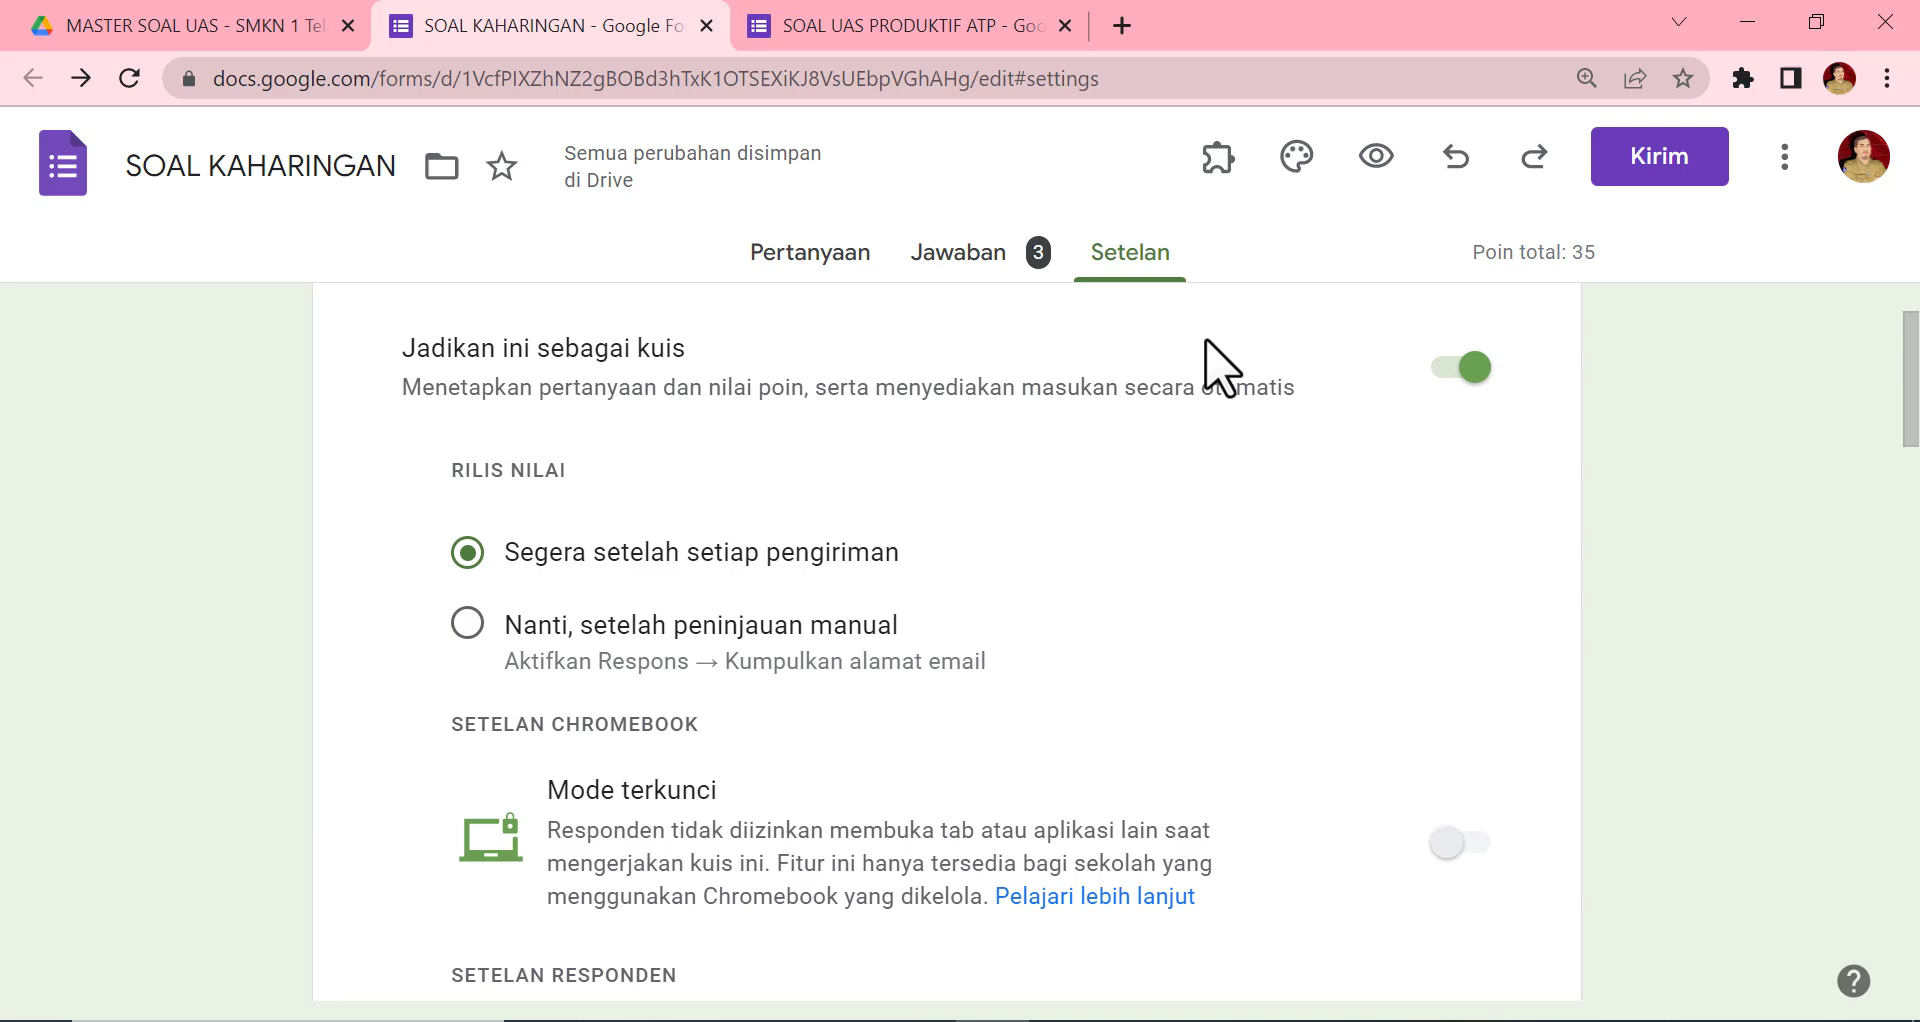 MASTER SOAL UAS - SMKN 1 Tel
SOAL KAHARINGAN - Google Fo
SOAL UAS PRODUKTIF ATP - Goo
docs.google.com/forms/d/1VcfPIXZhNZ2gBOBd3hTxK1OTSEXiKJ8VsUEbpVGhAHg/edit#settings
SOAL KAHARINGAN
Semua perubahan disimpan
di Drive
Kirim
Pertanyaan
Jawaban 3
Setelan
Poin total: 35
Jadikan ini sebagai kuis
Menetapkan pertanyaan dan nilai poin, serta menyediakan masukan secara otomatis
RILIS NILAI
Segera setelah setiap pengiriman
Nanti, setelah peninjauan manual
Aktifkan Respons → Kumpulkan alamat email
SETELAN CHROMEBOOK
Mode terkunci
Responden tidak diizinkan membuka tab atau aplikasi lain saat
mengerjakan kuis ini. Fitur ini hanya tersedia bagi sekolah yang
menggunakan Chromebook yang dikelola. Pelajari lebih lanjut
SETELAN RESPONDEN